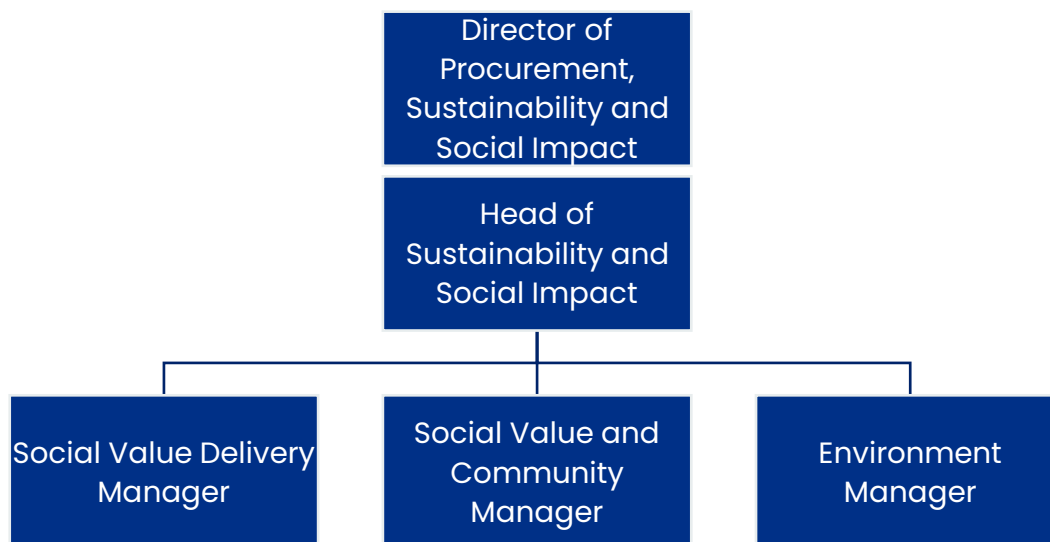 Director of
Procurement,
Sustainability and
Social Impact
Head of
Sustainability and
Social Impact
Social Value Delivery
Manager
Social Value and
Community
Manager
Environment
Manager